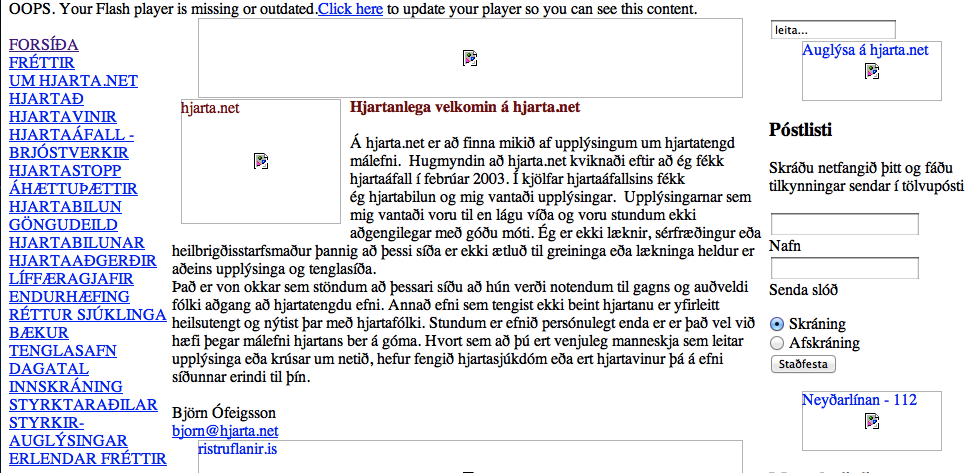 OOPS. Your Flash player is missing or outdated.Click here to update your player so you can see this content.
FORSÍÐA
FRÉTTIR
UM HJARTA.NET
HJARTAÐ
HJARTAVINIR
HJARTAÁFALL -
BRJÓSTVERKIR
HJARTASTOPP
ÁHÆTTUÞÆTTIR
HJARTABILUN
GÖNGUDEILD
HJARTABILUNAR
HJARTAAÐGERÐIR
LÍFFÆRAGJAFIR
ENDURHÆFING
RÉTTUR SJÚKLINGA
BÆKUR
TENGLASAFN
DAGATAL
INNSKRÁNING
STYRKTARAÐILAR
STYRKIR-
AUGLÝSINGAR
ERLENDAR FRÉTTIR
hjarta.net
Hjartanlega velkomin á hjarta.net
Á hjarta.net er að finna mikið af upplýsingum um hjartatengd
málefni. Hugmyndin að hjarta.net kviknaði eftir að ég fékk
hjartaáfall í febrúar 2003. Í kjölfar hjartaáfallsins fékk
ég hjartabilun og mig vantaði upplýsingar. Upplýsingarnar sem
mig vantaði voru til en lágu víða og voru stundum ekki
aðgengilegar með góðu móti. Ég er ekki læknir, sérfræðingur eða
heilbrigðisstarfsmaður þannig að þessi síða er ekki ætluð til greininga eða lækninga heldur er
aðeins upplýsinga og tenglasíða.
Það er von okkar sem stöndum að þessari síðu að hún verði notendum til gagns og auðveldi
fólki aðgang að hjartatengdu efni. Annað efni sem tengist ekki beint hjartanu er yfirleitt
heilsutengt og nýtist þar með hjartafólki. Stundum er efnið persónulegt enda er er það vel við
hæfi þegar málefni hjartans ber á góma. Hvort sem að þú ert venjuleg manneskja sem leitar
upplýsinga eða krúsar um netið, hefur fengið hjartasjúkdóm eða ert hjartavinur þá á efni
síðunnar erindi til þín.
Björn Ófeigsson
bjorn@hjarta.net
ristruflanir.is
leita...
Auglýsa á hjarta.net
Póstlisti
Skráðu netfangið þitt og fáðu
tilkynningar sendar í tölvupósti
Nafn
Senda slóð
Skráning
Afskráning
Staðfesta
Neyðarlínan - 112